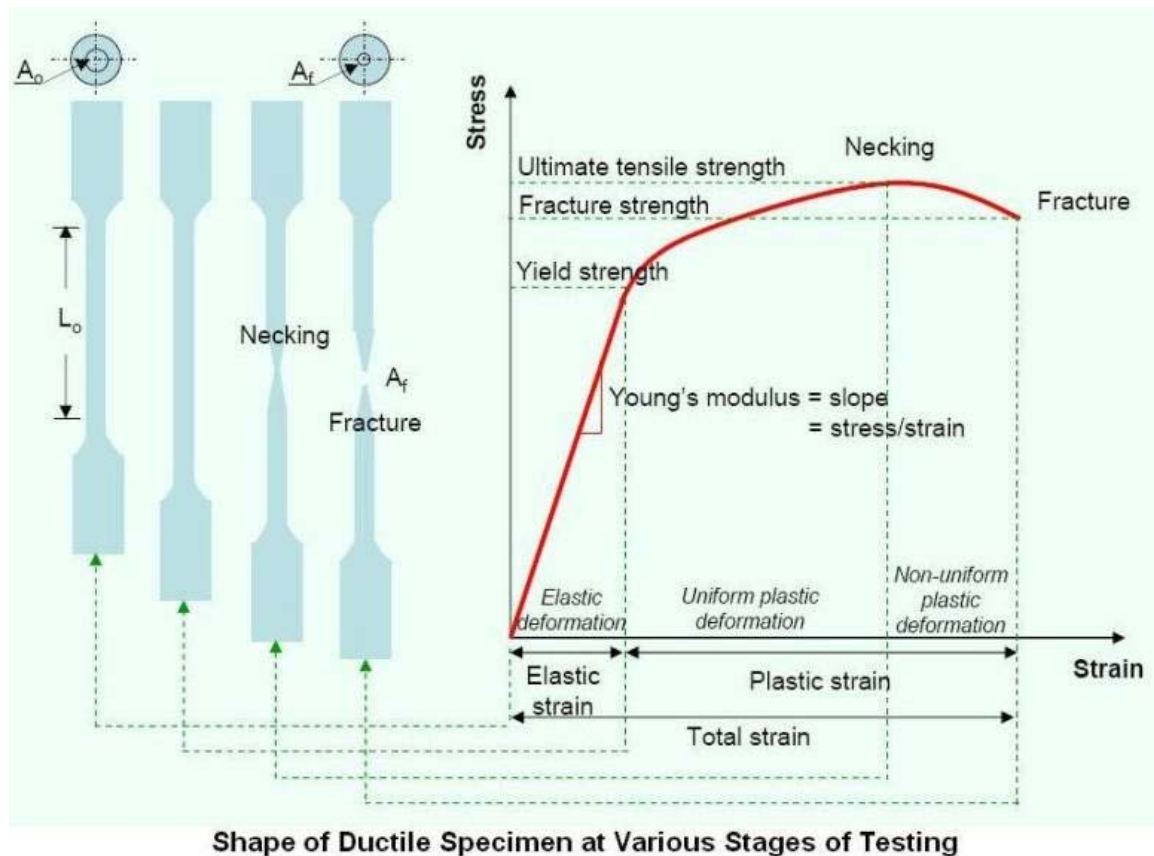 Aₒ
A_f
Lₒ
Necking
A_f
Fracture
Stress
Necking
Ultimate tensile strength
Fracture strength
Fracture
Yield strength
Young's modulus = slope
= stress/strain
Elastic
deformation
Uniform plastic
deformation
Non-uniform
plastic
deformation
Strain
Elastic
strain
Plastic strain
Total strain
Shape of Ductile Specimen at Various Stages of Testing